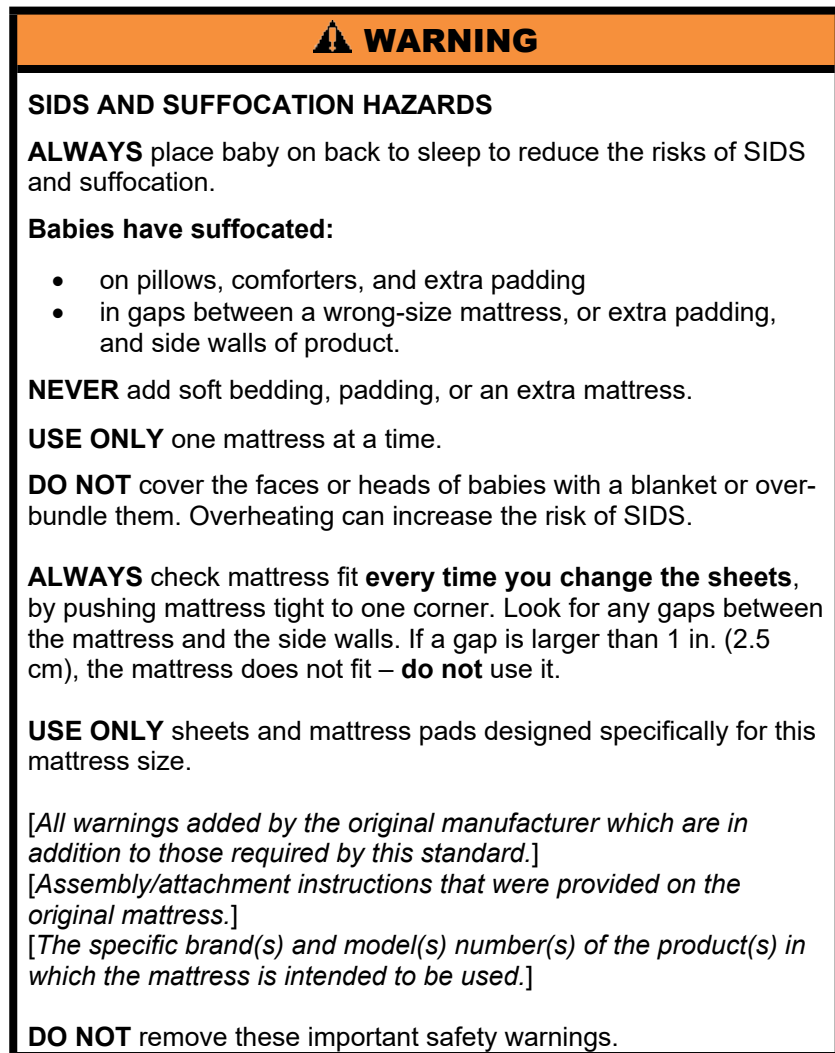 ⚠ WARNING
SIDS AND SUFFOCATION HAZARDS
ALWAYS place baby on back to sleep to reduce the risks of SIDS
and suffocation.
Babies have suffocated:
• on pillows, comforters, and extra padding
• in gaps between a wrong-size mattress, or extra padding,
and side walls of product.
NEVER add soft bedding, padding, or an extra mattress.
USE ONLY one mattress at a time.
DO NOT cover the faces or heads of babies with a blanket or over-
bundle them. Overheating can increase the risk of SIDS.
ALWAYS check mattress fit every time you change the sheets,
by pushing mattress tight to one corner. Look for any gaps between
the mattress and the side walls. If a gap is larger than 1 in. (2.5
cm), the mattress does not fit – do not use it.
USE ONLY sheets and mattress pads designed specifically for this
mattress size.
[All warnings added by the original manufacturer which are in
addition to those required by this standard.]
[Assembly/attachment instructions that were provided on the
original mattress.]
[The specific brand(s) and model(s) number(s) of the product(s) in
which the mattress is intended to be used.]
DO NOT remove these important safety warnings.